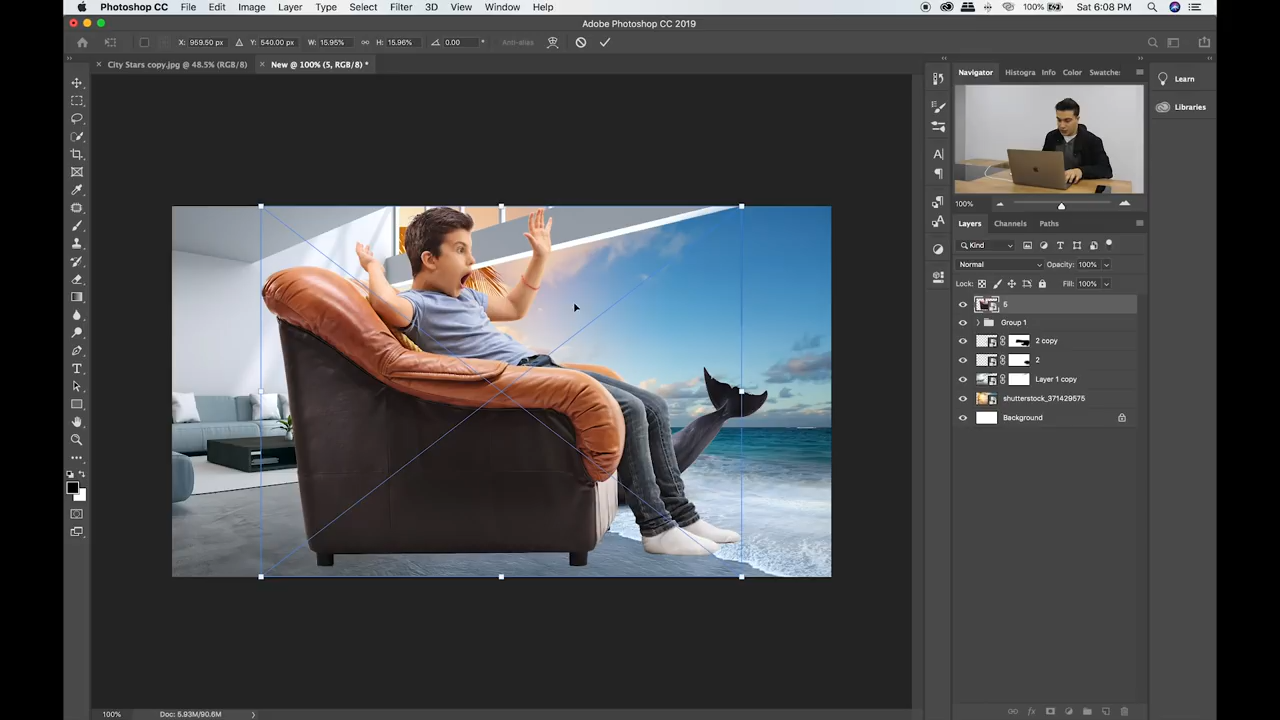 Photoshop CC File Edit Image Layer Type Select Filter 3D View Window Help 100% Sat 6:08 PM
Adobe Photoshop CC 2019
X: 959.50 px Y: 540.00 px W: 15.95% H: 15.96% 0.00 ° Anti-alias
City Stars copy.jpg @ 48.5% (RGB/8) New @ 100% (5, RGB/8) *
Navigator Histogra Info Color Swatche
Learn
Libraries
100%
Layers Channels Paths
Kind
Normal Opacity: 100%
Lock: Fill: 100%
5
Group 1
2 copy
2
Layer 1 copy
shutterstock_371429575
Background
100% Doc: 5.93M/90.6M